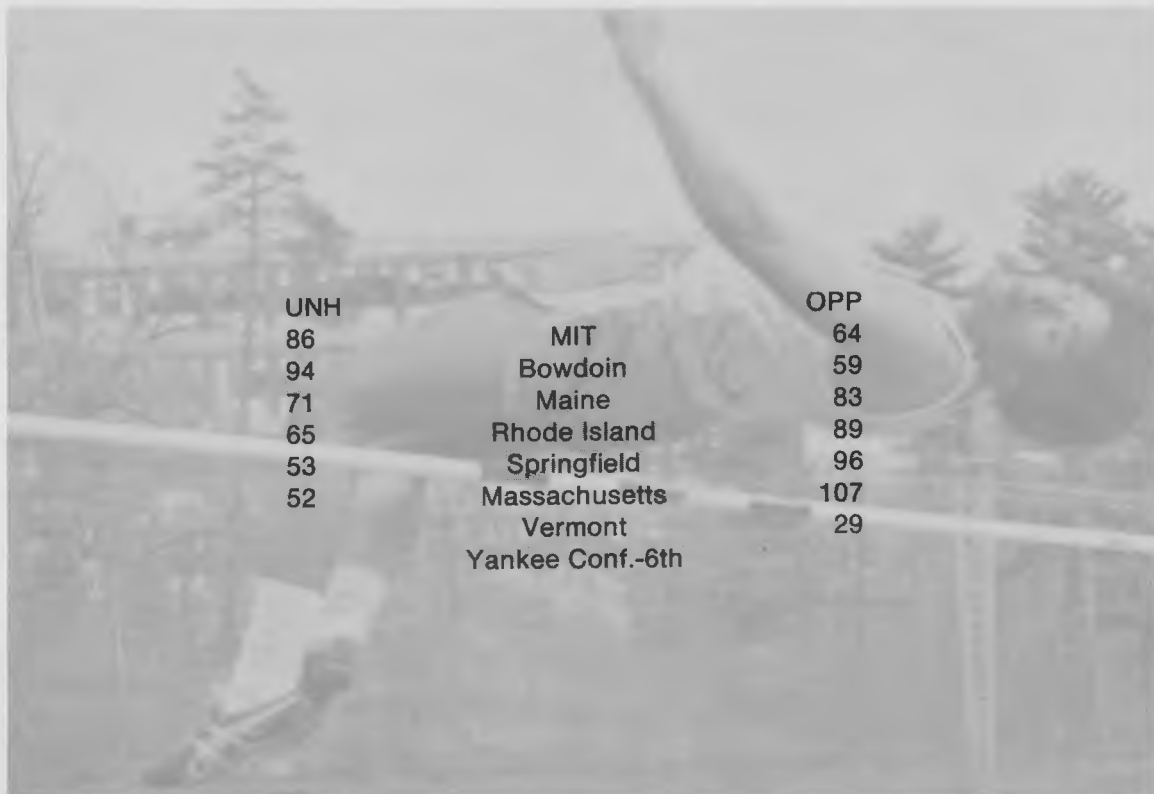 UNH OPP
86 MIT 64
94 Bowdoin 59
71 Maine 83
65 Rhode Island 89
53 Springfield 96
52 Massachusetts 107
Vermont 29
Yankee Conf.-6th